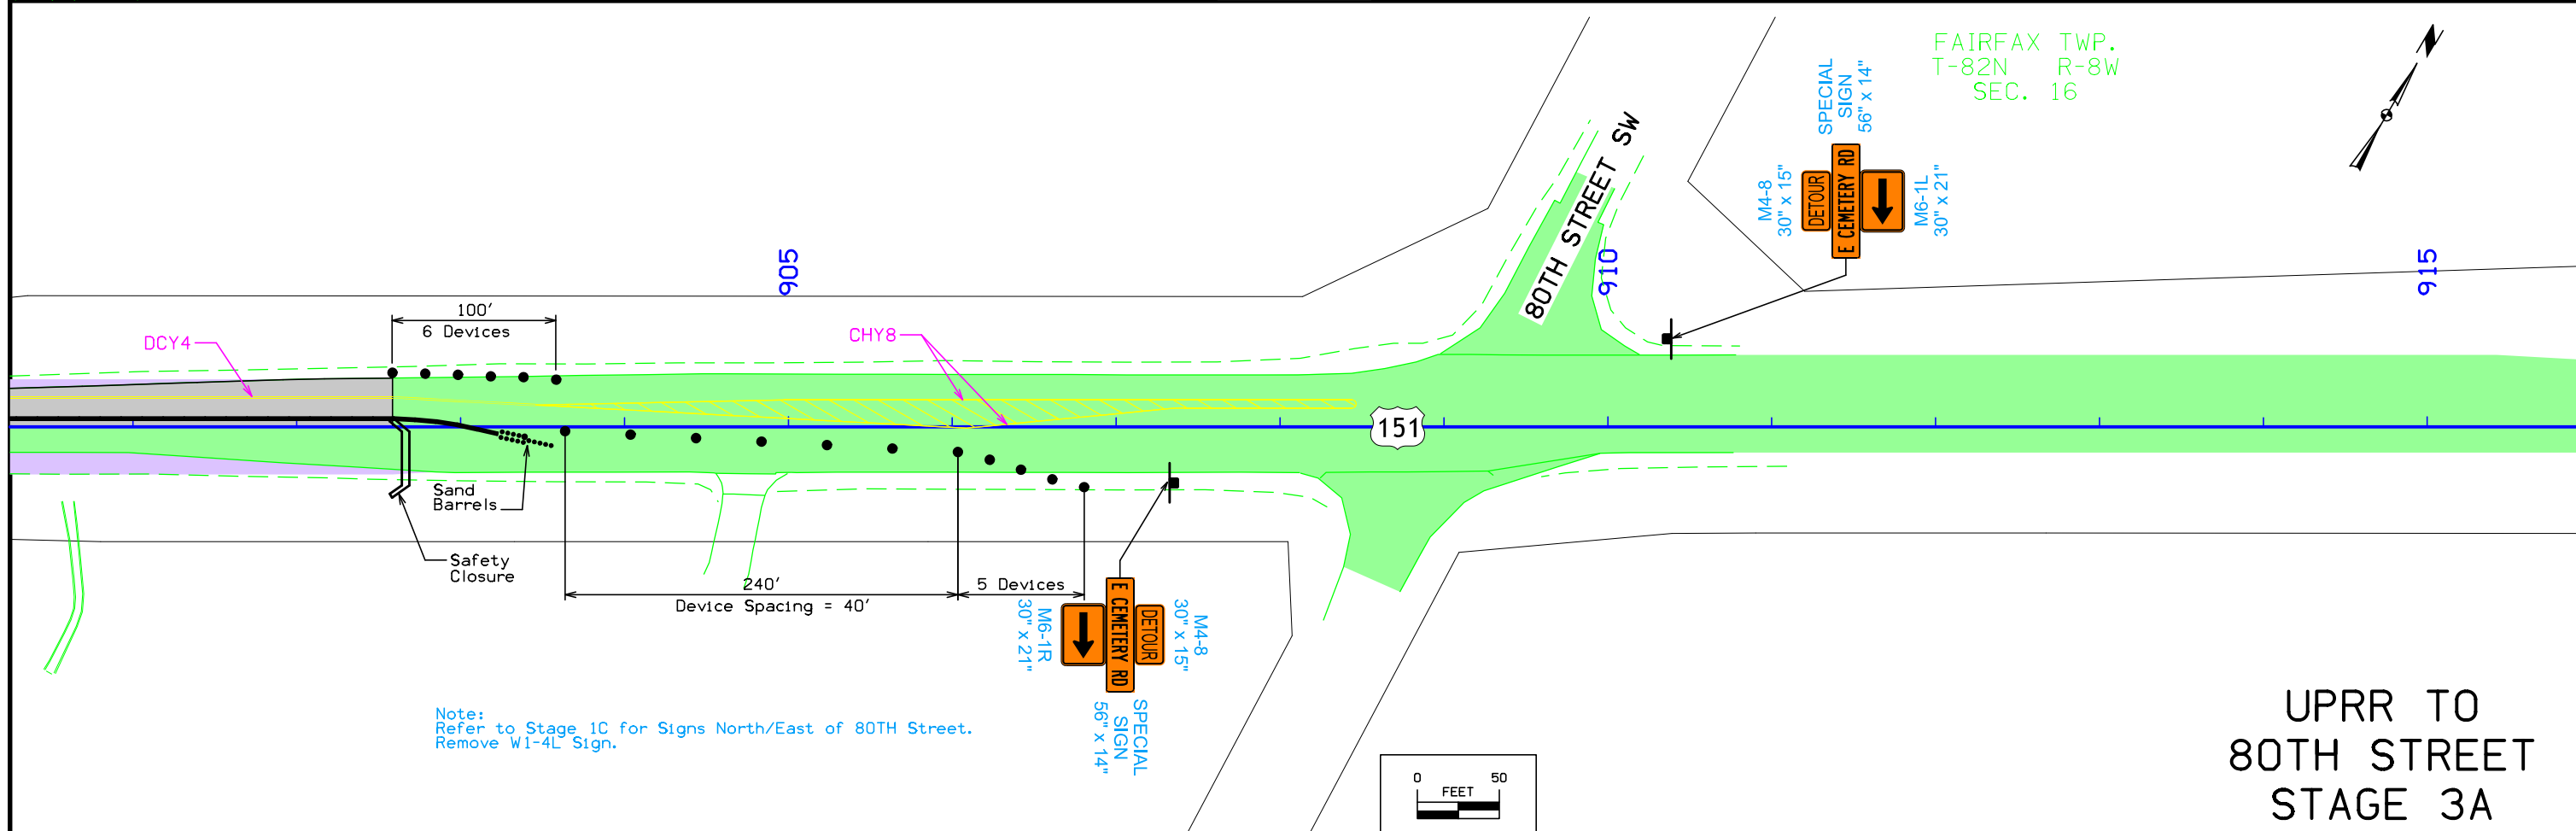 FAIRFAX TWP.
T-82N R-8W
SEC. 16
N
SPECIAL
SIGN
56" x 14"
M4-8
30" x 15"
DETOUR
E CEMETERY RD
M6-1L
30" x 21"
80TH STREET SW
905
910
915
100'
6 Devices
DCY4
CHY8
151
Sand
Barrels
Safety
Closure
240'
Device Spacing = 40'
5 Devices
M6-1R
30" x 21"
E CEMETERY RD
DETOUR
M4-8
30" x 15"
SPECIAL
SIGN
56" x 14"
Note:
Refer to Stage 1C for Signs North/East of 80TH Street.
Remove W1-4L Sign.
0 50
FEET
UPRR TO
80TH STREET
STAGE 3A